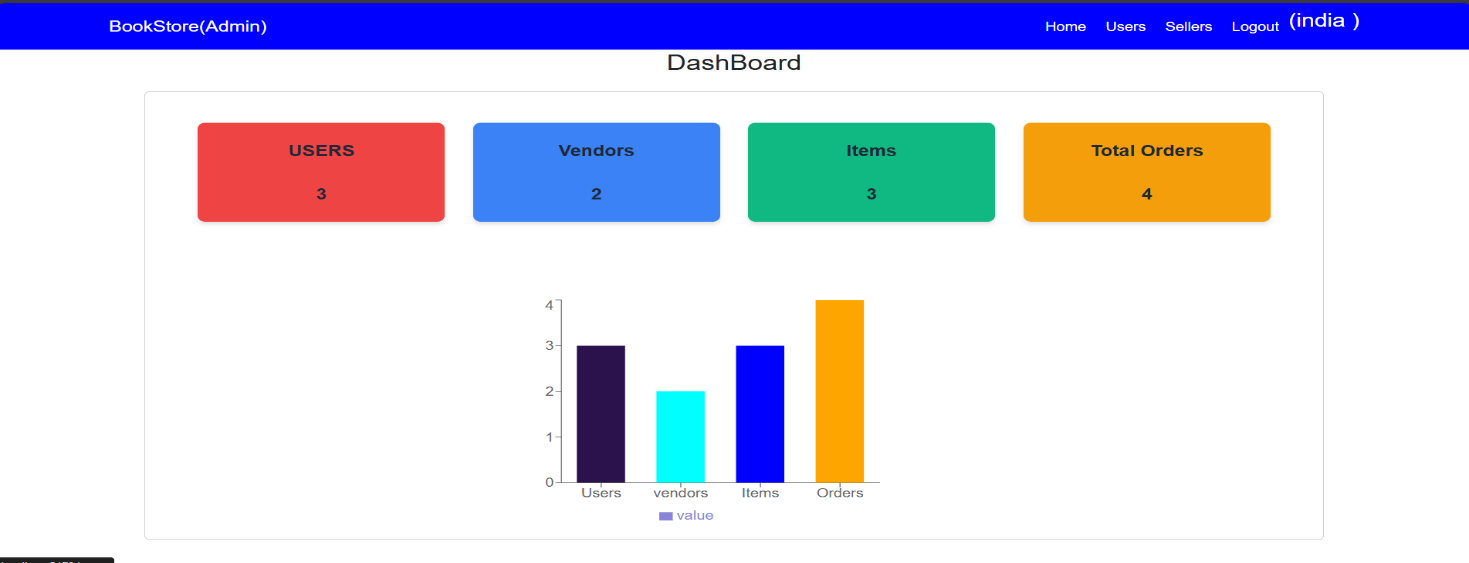 BookStore(Admin)
Home Users Sellers Logout (india )
DashBoard
USERS Vendors Items Total Orders
3 2 3 4
4
3
2
1
0
Users vendors Items Orders
value